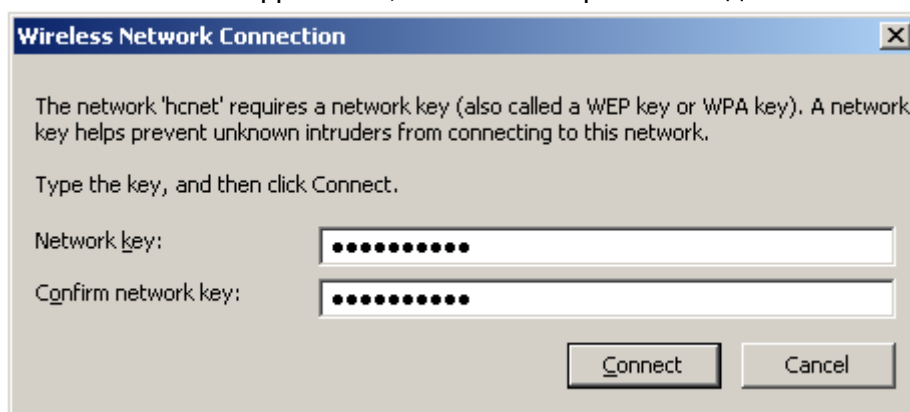 Wireless Network Connection
The network 'hcnet' requires a network key (also called a WEP key or WPA key). A network
key helps prevent unknown intruders from connecting to this network.
Type the key, and then click Connect.
Network key: ●●●●●●●●●●
Confirm network key: ●●●●●●●●●●
Connect Cancel